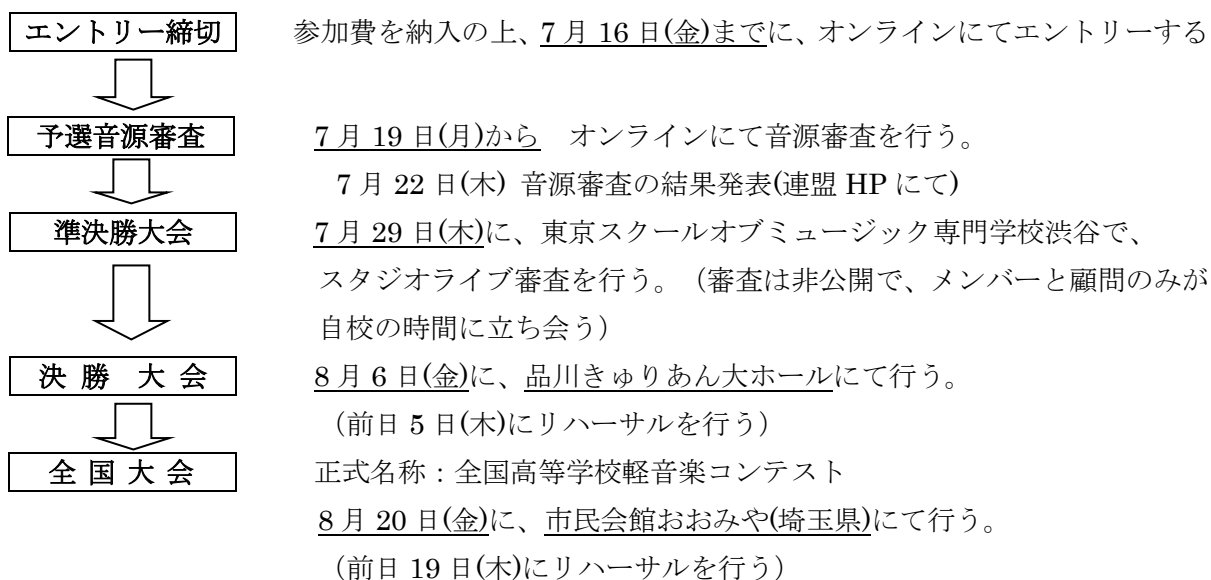 エントリー締切　参加費を納入の上、7月16日(金)までに、オンラインにてエントリーする
予選音源審査　7月19日(月)から　オンラインにて音源審査を行う。
7月22日(木) 音源審査の結果発表(連盟HPにて)
準決勝大会　7月29日(木)に、東京スクールオブミュージック専門学校渋谷で、
スタジオライブ審査を行う。（審査は非公開で、メンバーと顧問のみが
自校の時間に立ち会う）
決 勝 大 会　8月6日(金)に、品川きゅりあん大ホールにて行う。
（前日5日(木)にリハーサルを行う）
全 国 大 会　正式名称：全国高等学校軽音楽コンテスト
8月20日(金)に、市民会館おおみや(埼玉県)にて行う。
（前日19日(木)にリハーサルを行う）